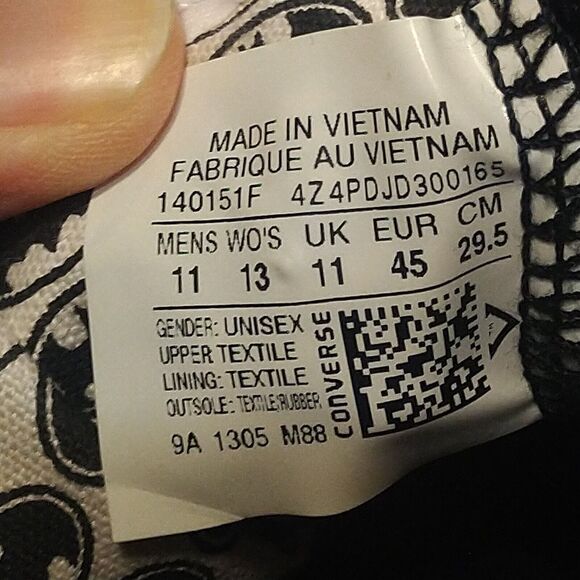 MADE IN VIETNAM
FABRIQUE AU VIETNAM
140151F 4Z4PDJD300165
MENS WO'S UK EUR CM
11 13 11 45 29.5
GENDER: UNISEX
UPPER TEXTILE
LINING: TEXTILE
OUTSOLE: TEXTILE/RUBBER
9A 1305 M88
CONVERSE